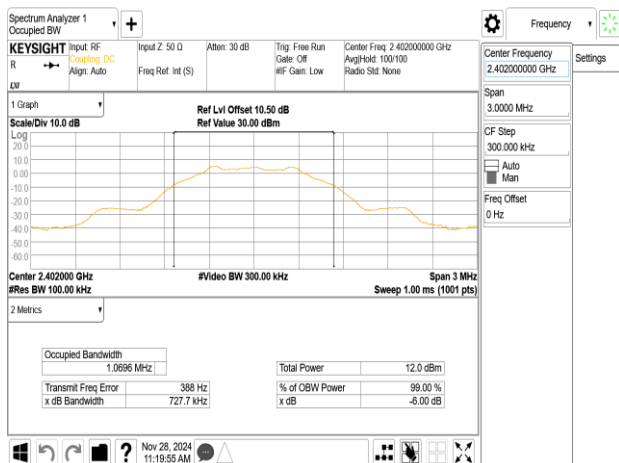 Spectrum Analyzer 1
Occupied BW
Frequency
KEYSIGHT
R
LXI
Input: RF
Coupling: DC
Align: Auto
Input Z: 50 Ω
Freq Ref: Int (S)
Atten: 30 dB
Trig: Free Run
Gate: Off
#IF Gain: Low
Center Freq: 2.402000000 GHz
Avg|Hold: 100/100
Radio Std: None
Center Frequency
2.402000000 GHz
Settings
Span
3.0000 MHz
CF Step
300.000 kHz
Auto
Man
Freq Offset
0 Hz
1 Graph
Scale/Div 10.0 dB
Ref Lvl Offset 10.50 dB
Ref Value 30.00 dBm
Log
20.0
10.0
0.00
-10.0
-20.0
-30.0
-40.0
-50.0
-60.0
Center 2.402000 GHz
#Res BW 100.00 kHz
#Video BW 300.00 kHz
Span 3 MHz
Sweep 1.00 ms (1001 pts)
2 Metrics
Occupied Bandwidth
1.0696 MHz
Transmit Freq Error 388 Hz
x dB Bandwidth 727.7 kHz
Total Power 12.0 dBm
% of OBW Power 99.00 %
x dB -6.00 dB
Nov 28, 2024
11:19:55 AM